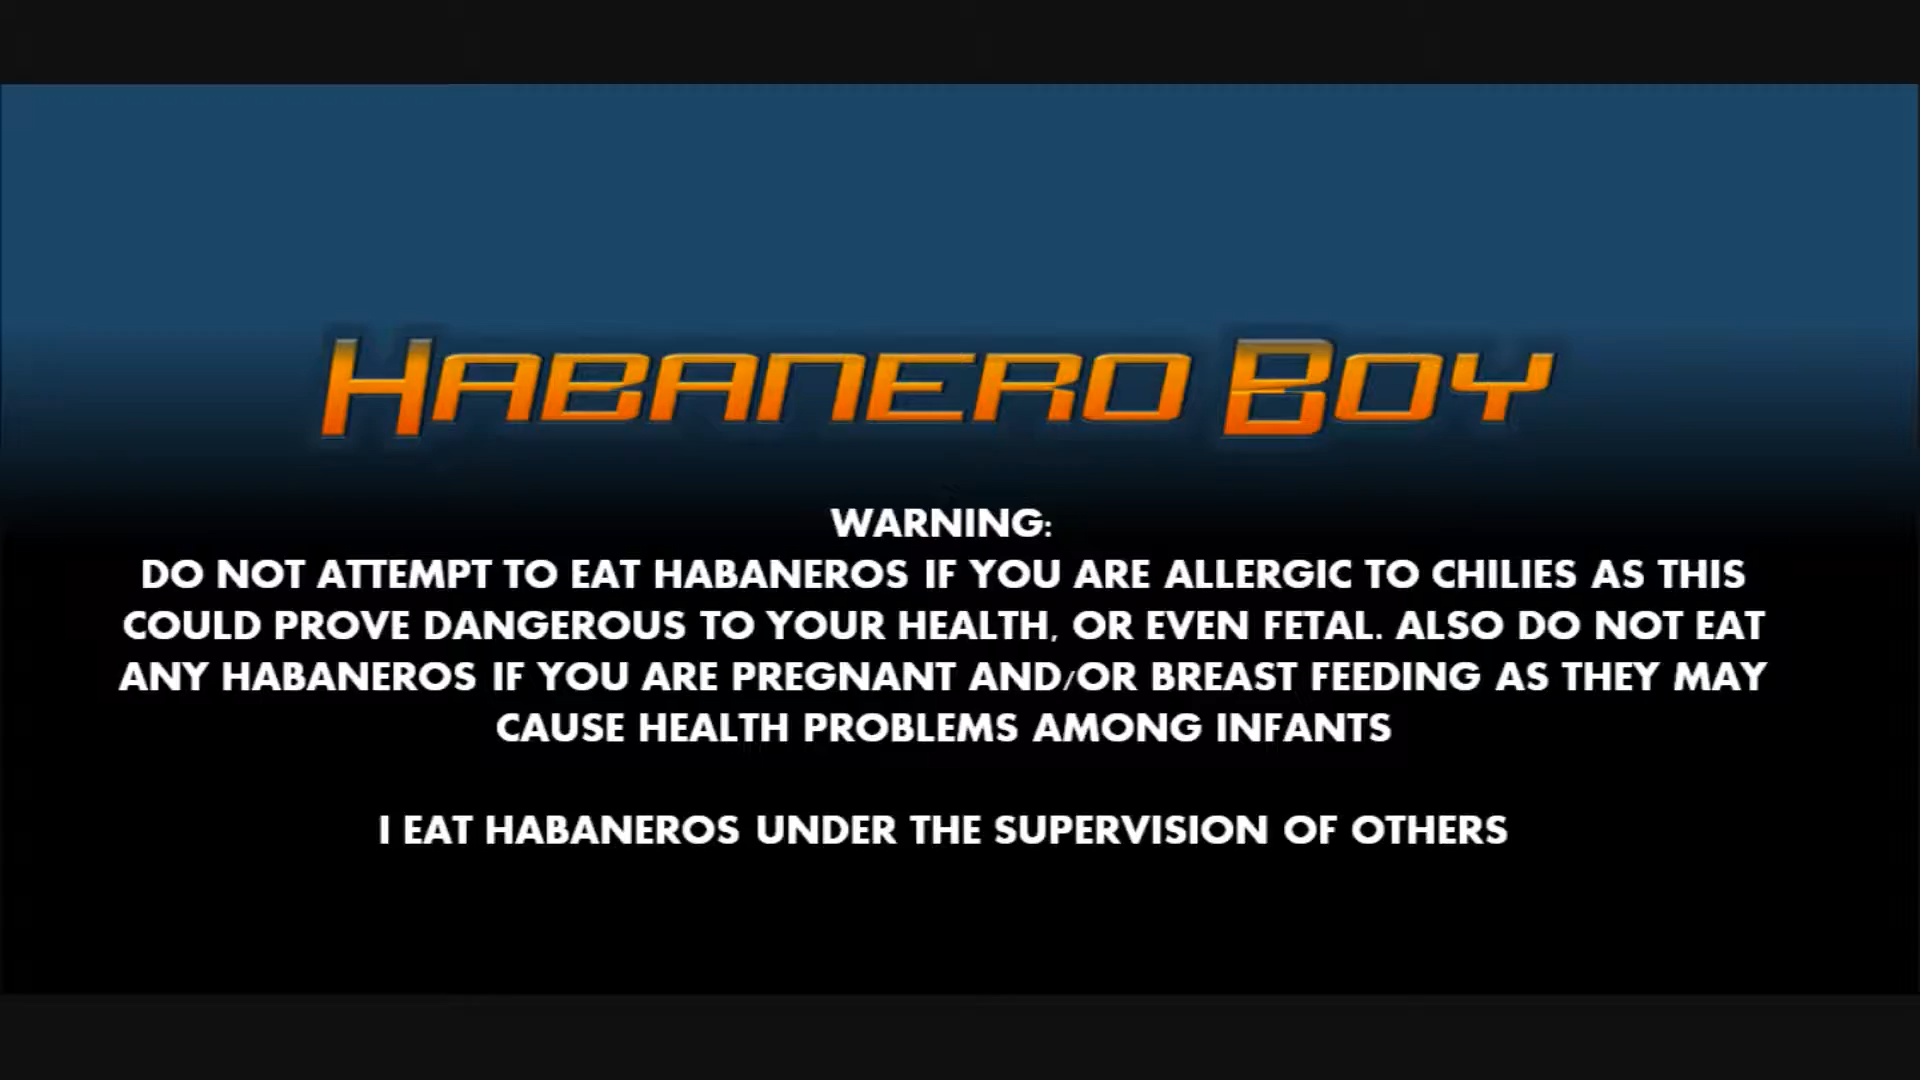 HABANERO BOY
WARNING:
DO NOT ATTEMPT TO EAT HABANEROS IF YOU ARE ALLERGIC TO CHILIES AS THIS
COULD PROVE DANGEROUS TO YOUR HEALTH, OR EVEN FETAL. ALSO DO NOT EAT
ANY HABANEROS IF YOU ARE PREGNANT AND/OR BREAST FEEDING AS THEY MAY
CAUSE HEALTH PROBLEMS AMONG INFANTS
I EAT HABANEROS UNDER THE SUPERVISION OF OTHERS